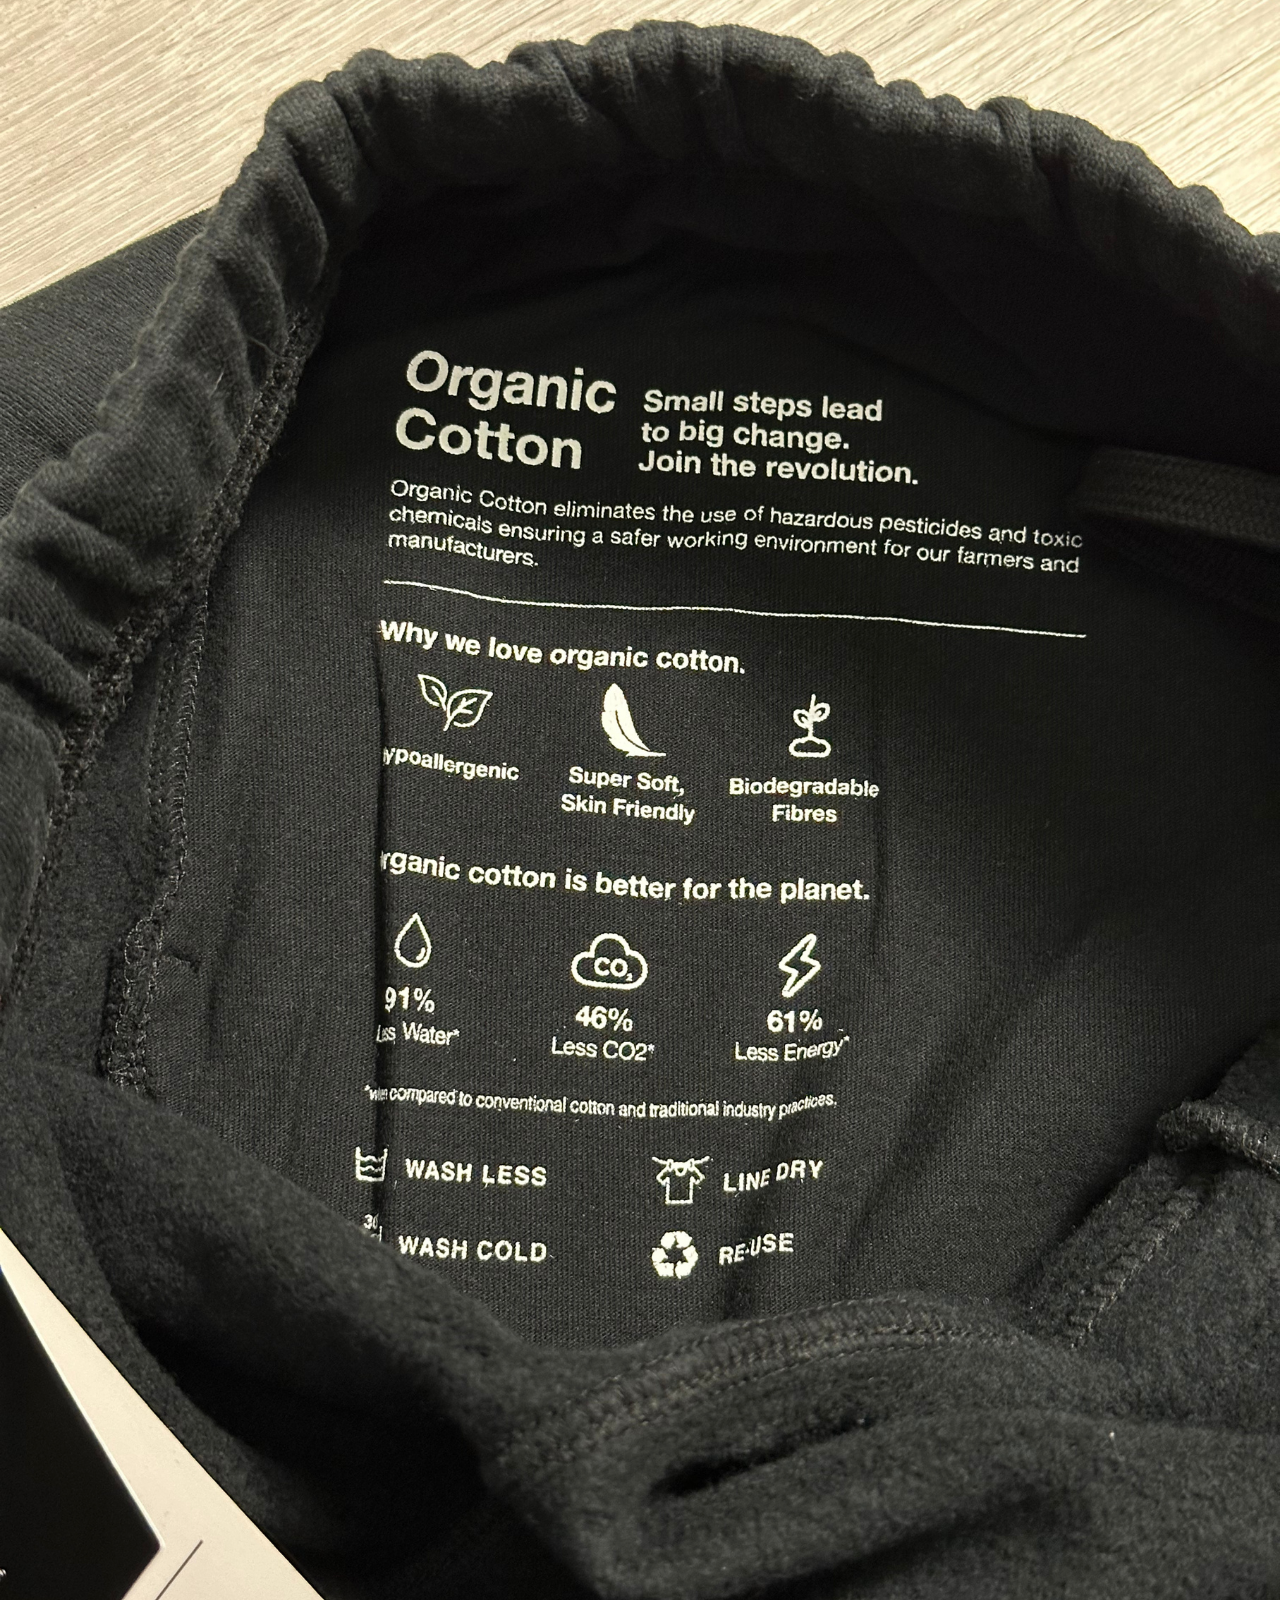 Organic
Cotton
Small steps lead
to big change.
Join the revolution.
Organic Cotton eliminates the use of hazardous pesticides and toxic
chemicals ensuring a safer working environment for our farmers and
manufacturers.
Why we love organic cotton.
ypoallergenic
Super Soft,
Skin Friendly
Biodegradable
Fibres
rganic cotton is better for the planet.
CO2
91%
46%
61%
Less Water*
Less CO2*
Less Energy*
*when compared to conventional cotton and traditional industry practices.
WASH LESS
LINE DRY
30
WASH COLD
RE-USE